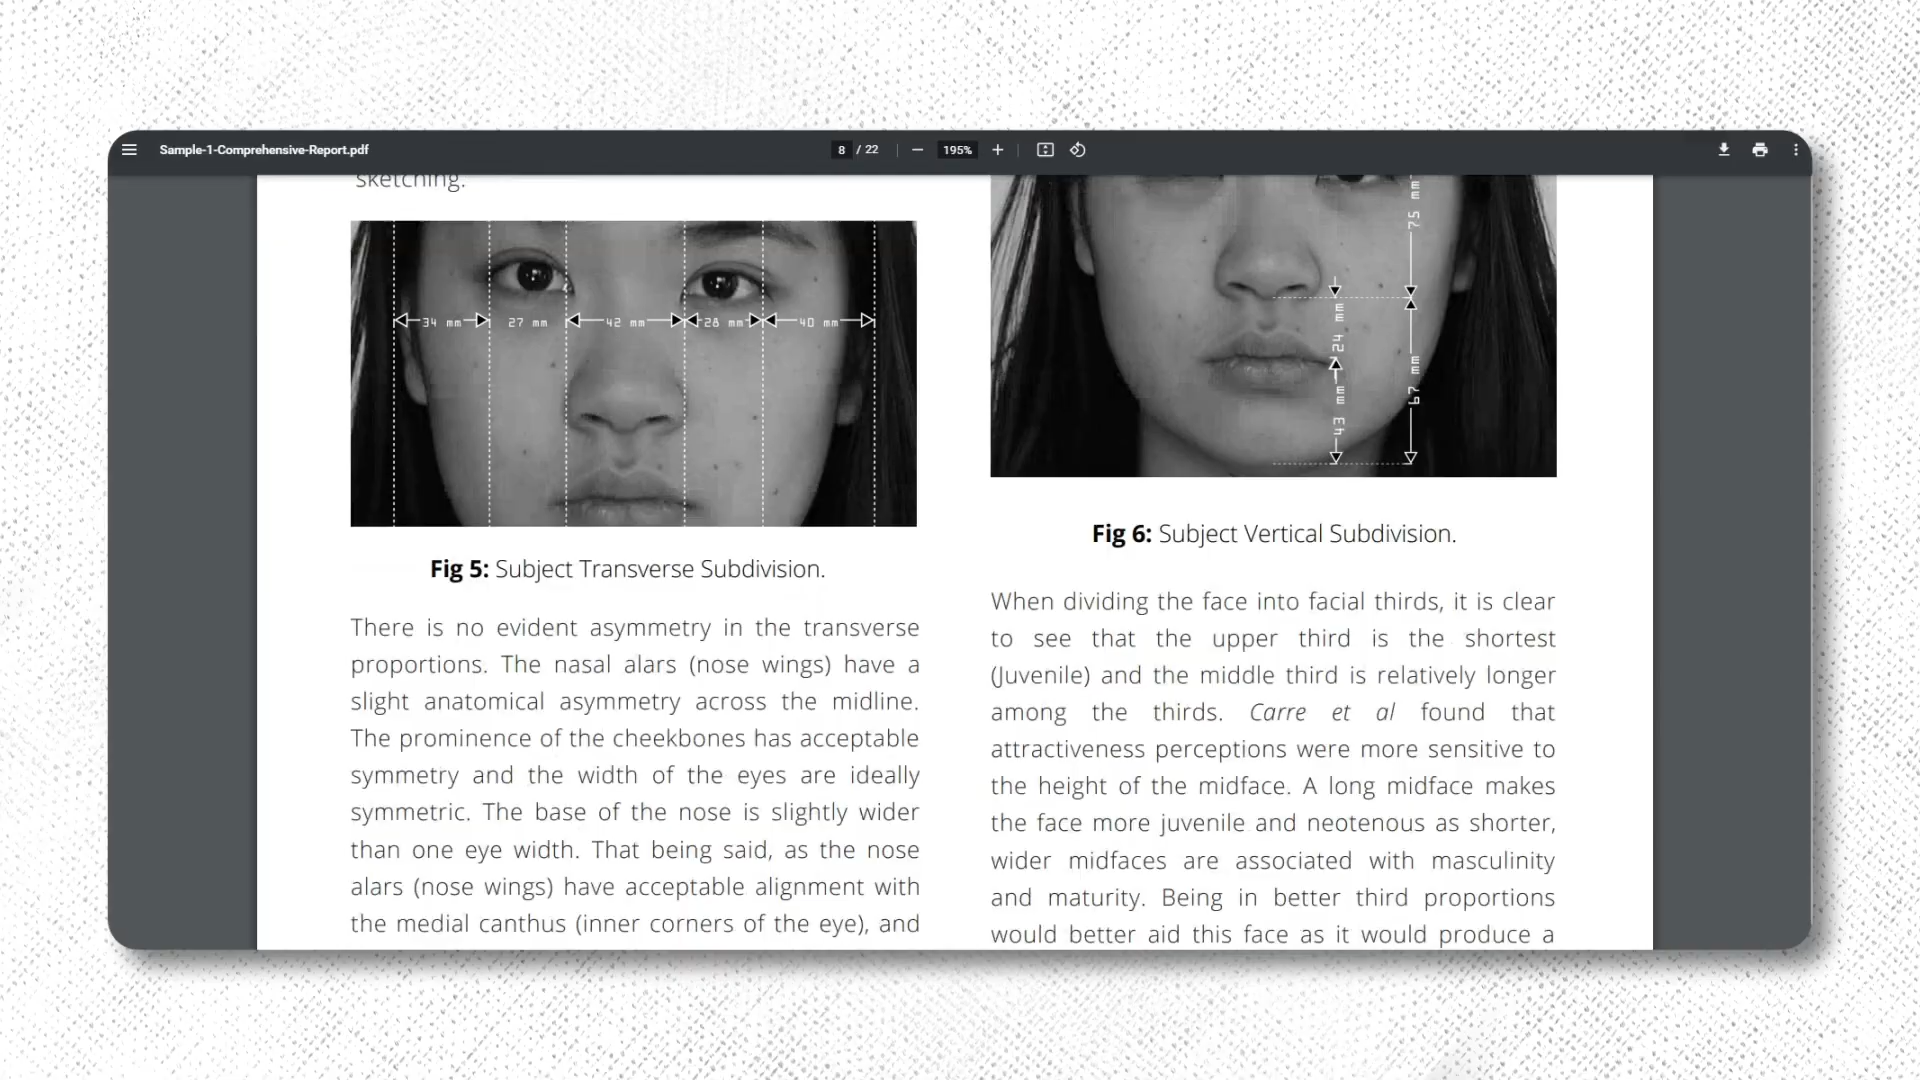 Sample-1-Comprehensive-Report.pdf
8 / 22
195%
sketching.
34 mm
27 mm
42 mm
28 mm
40 mm
Fig 5: Subject Transverse Subdivision.
There is no evident asymmetry in the transverse
proportions. The nasal alars (nose wings) have a
slight anatomical asymmetry across the midline.
The prominence of the cheekbones has acceptable
symmetry and the width of the eyes are ideally
symmetric. The base of the nose is slightly wider
than one eye width. That being said, as the nose
alars (nose wings) have acceptable alignment with
the medial canthus (inner corners of the eye), and
75 mm
24 mm
43 mm
67 mm
Fig 6: Subject Vertical Subdivision.
When dividing the face into facial thirds, it is clear
to see that the upper third is the shortest
(Juvenile) and the middle third is relatively longer
among the thirds. Carre et al found that
attractiveness perceptions were more sensitive to
the height of the midface. A long midface makes
the face more juvenile and neotenous as shorter,
wider midfaces are associated with masculinity
and maturity. Being in better third proportions
would better aid this face as it would produce a